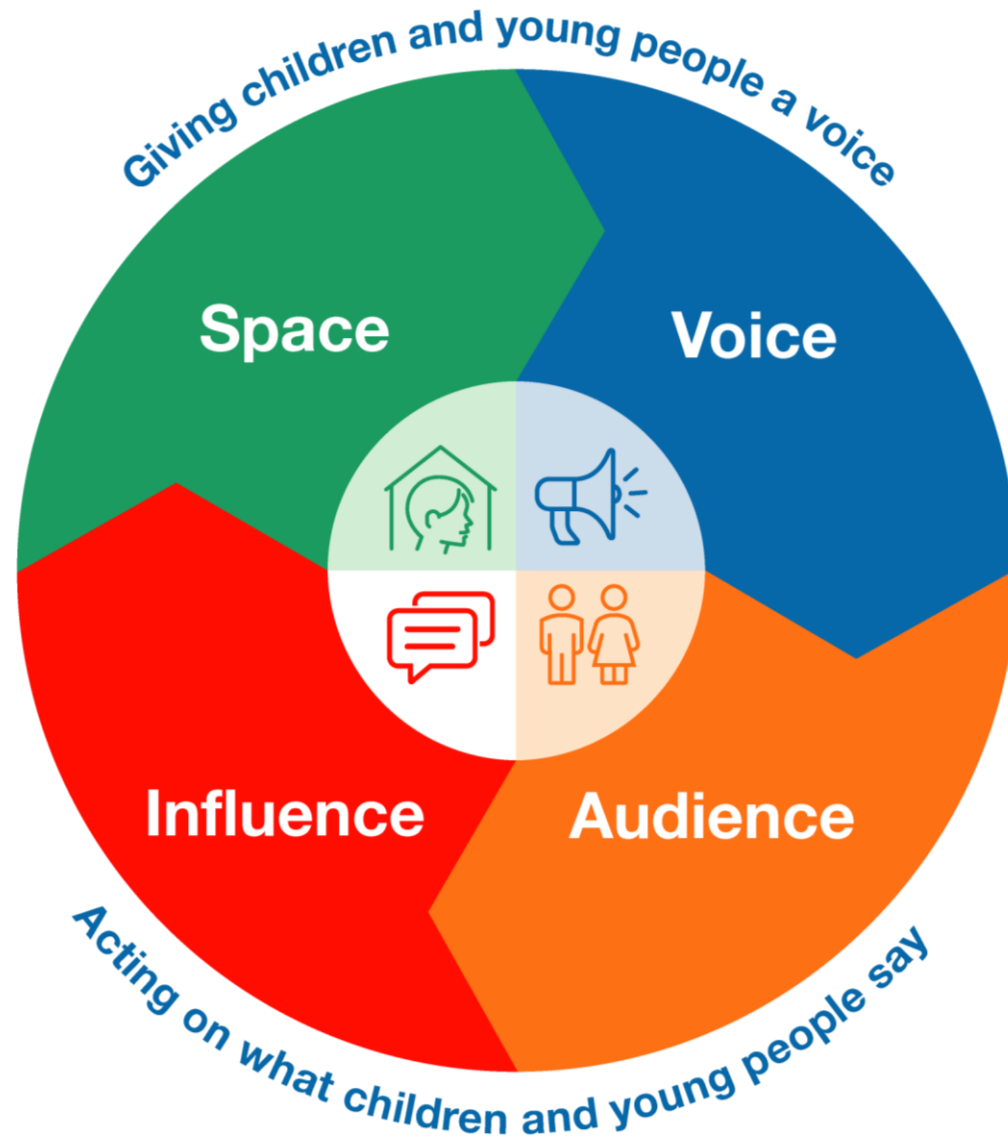 Giving children and young people a voice
Space
Voice
Influence
Audience
Acting on what children and young people say